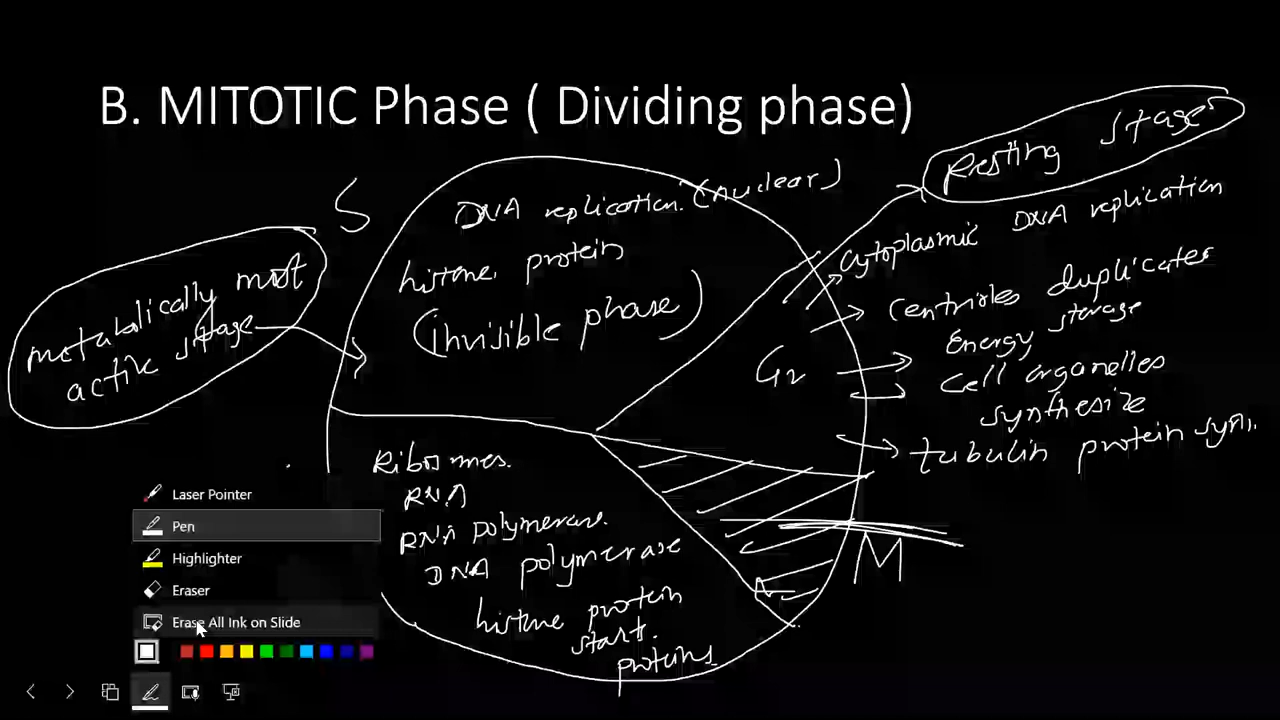 B. MITOTIC Phase ( Dividing phase)
Resting stage
S
DNA replication. (nuclear)
histone protein
(invisible phase)
metabolically most
active stage
cytoplasmic DNA replication
Centrioles duplicates
Energy storage
G2
Cell organelles
synthesize
tubulin protein syn.
Ribosomes.
RNA
RNA polymerase.
DNA polymerase
histone protein
start.
proteins
M
Laser Pointer
Pen
Highlighter
Eraser
Erase All Ink on Slide